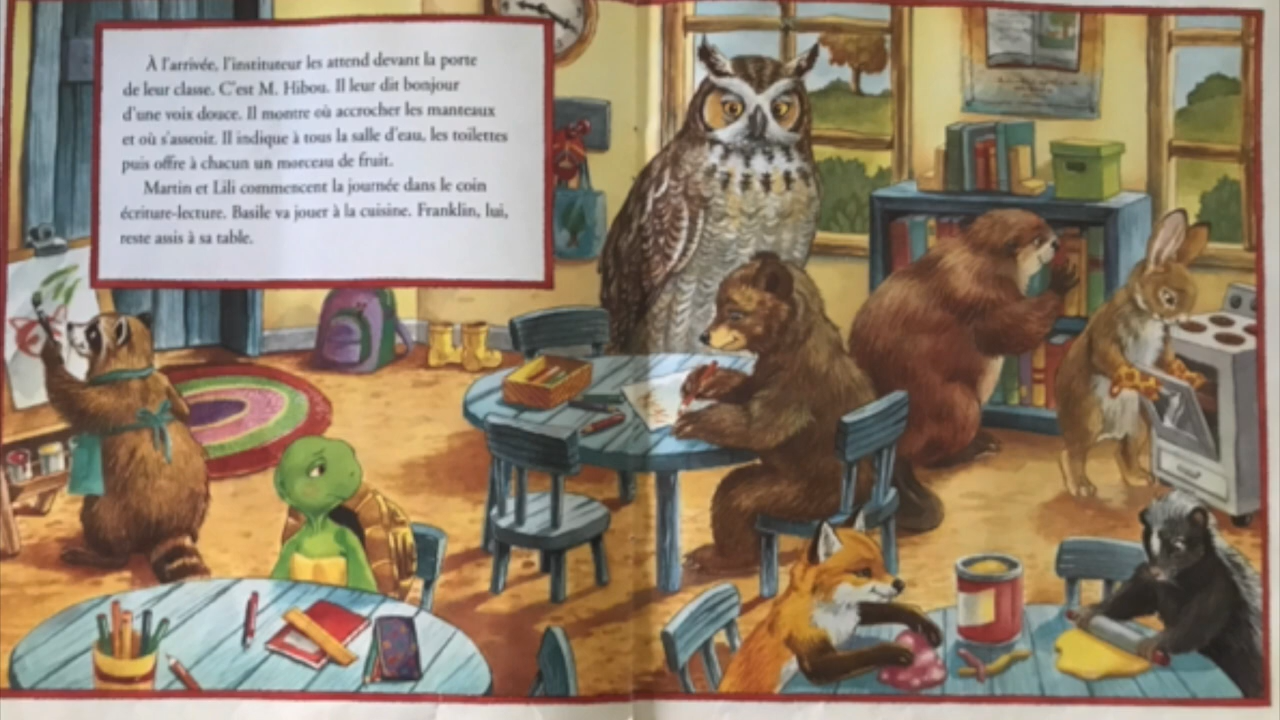 À l'arrivée, l'instituteur les attend devant la porte
de leur classe. C'est M. Hibou. Il leur dit bonjour
d'une voix douce. Il montre où accrocher les manteaux
et où s'asseoir. Il indique à tous la salle d'eau, les toilettes
puis offre à chacun un morceau de fruit.
Martin et Lili commencent la journée dans le coin
écriture-lecture. Basile va jouer à la cuisine. Franklin, lui,
reste assis à sa table.